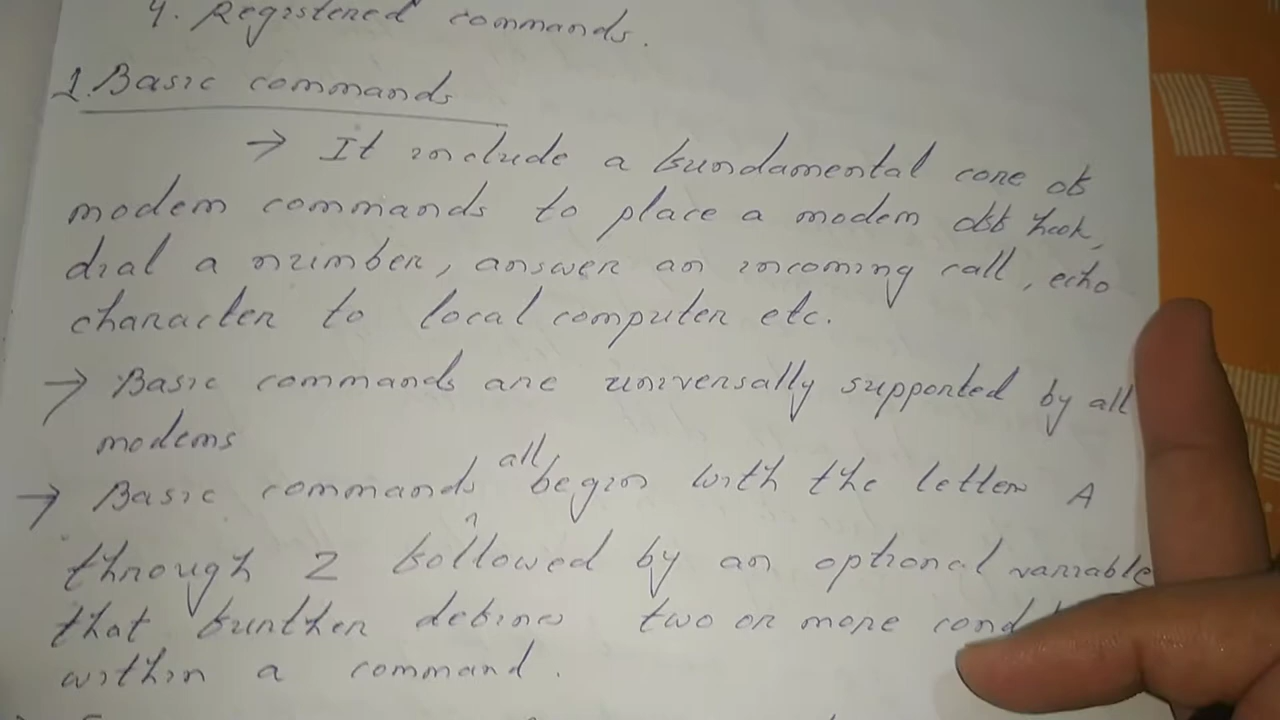 4. Registered commands.
1. Basic commands
→ It include a fundamental core of
modem commands to place a modem off hook,
dial a number, answer an incoming call, echo
character to local computer etc.
→ Basic commands are universally supported by all
modems
→ Basic commands all begin with the letter A
through Z followed by an optional variable
that further defines two or more cond
within a command.